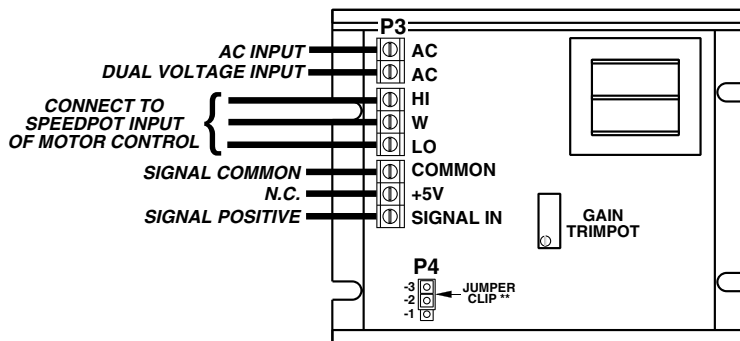 P3
AC INPUT AC
DUAL VOLTAGE INPUT AC
CONNECT TO
SPEEDPOT INPUT
OF MOTOR CONTROL
HI
W
LO
SIGNAL COMMON COMMON
N.C. +5V
SIGNAL POSITIVE SIGNAL IN
GAIN
TRIMPOT
P4
-3
-2
-1
JUMPER
CLIP **